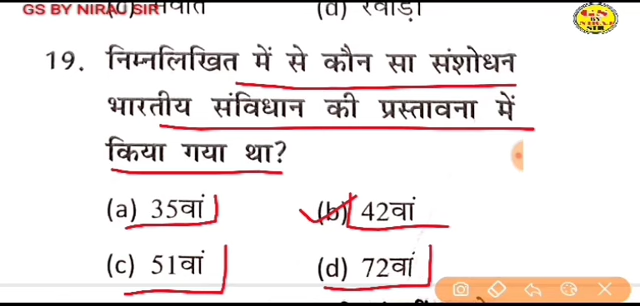 GS BY NIRAJ SIR
(d) रेवाड़ी
19. निम्नलिखित में से कौन सा संशोधन
भारतीय संविधान की प्रस्तावना में
किया गया था?
(a) 35वां (b) 42वां
(c) 51वां (d) 72वां